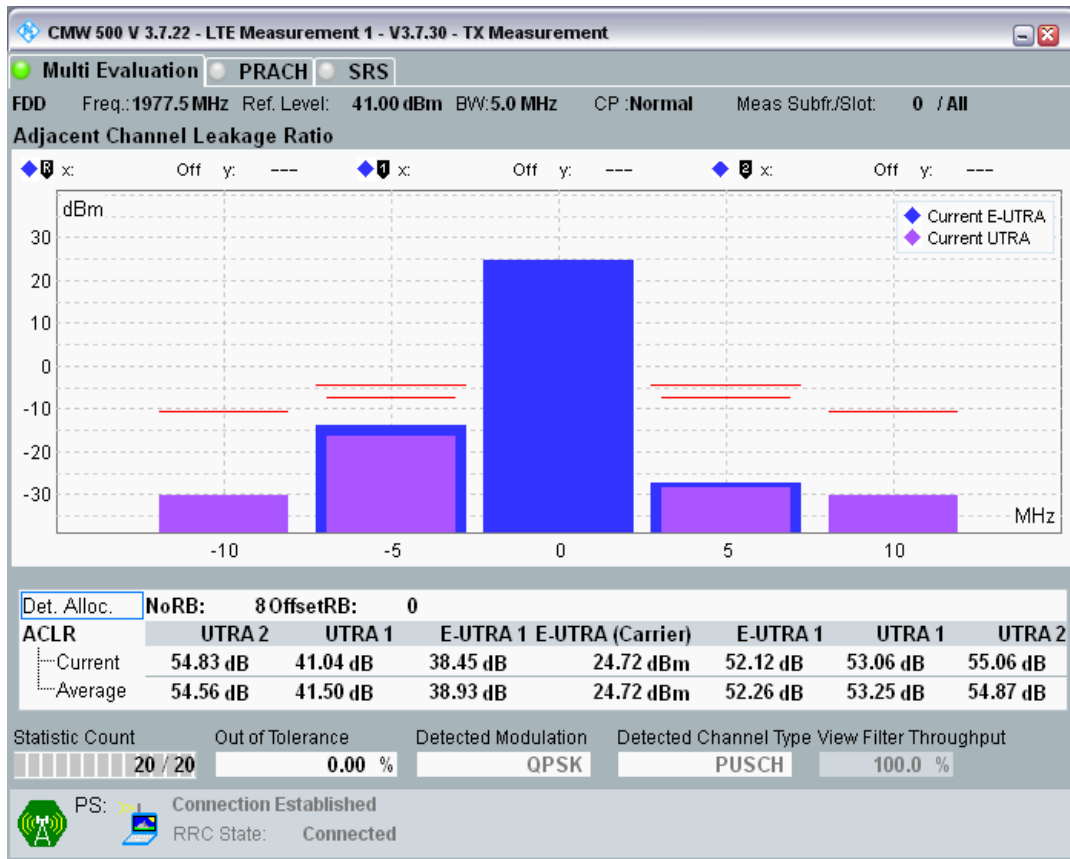 CMW 500 V 3.7.22 - LTE Measurement 1 - V3.7.30 - TX Measurement
Multi Evaluation PRACH SRS
FDD Freq.:1977.5 MHz Ref. Level: 41.00 dBm BW:5.0 MHz CP :Normal Meas Subfr./Slot: 0 / All
Adjacent Channel Leakage Ratio
R x: Off y: --- 1 x: Off y: --- 2 x: Off y: ---
dBm
Current E-UTRA
Current UTRA
30
20
10
0
-10
-20
-30
MHz
-10 -5 0 5 10
Det. Alloc. NoRB: 8 OffsetRB: 0
ACLR UTRA 2 UTRA 1 E-UTRA 1 E-UTRA (Carrier) E-UTRA 1 UTRA 1 UTRA 2
Current 54.83 dB 41.04 dB 38.45 dB 24.72 dBm 52.12 dB 53.06 dB 55.06 dB
Average 54.56 dB 41.50 dB 38.93 dB 24.72 dBm 52.26 dB 53.25 dB 54.87 dB
Statistic Count Out of Tolerance Detected Modulation Detected Channel Type View Filter Throughput
20 / 20 0.00 % QPSK PUSCH 100.0 %
PS: Connection Established
RRC State: Connected